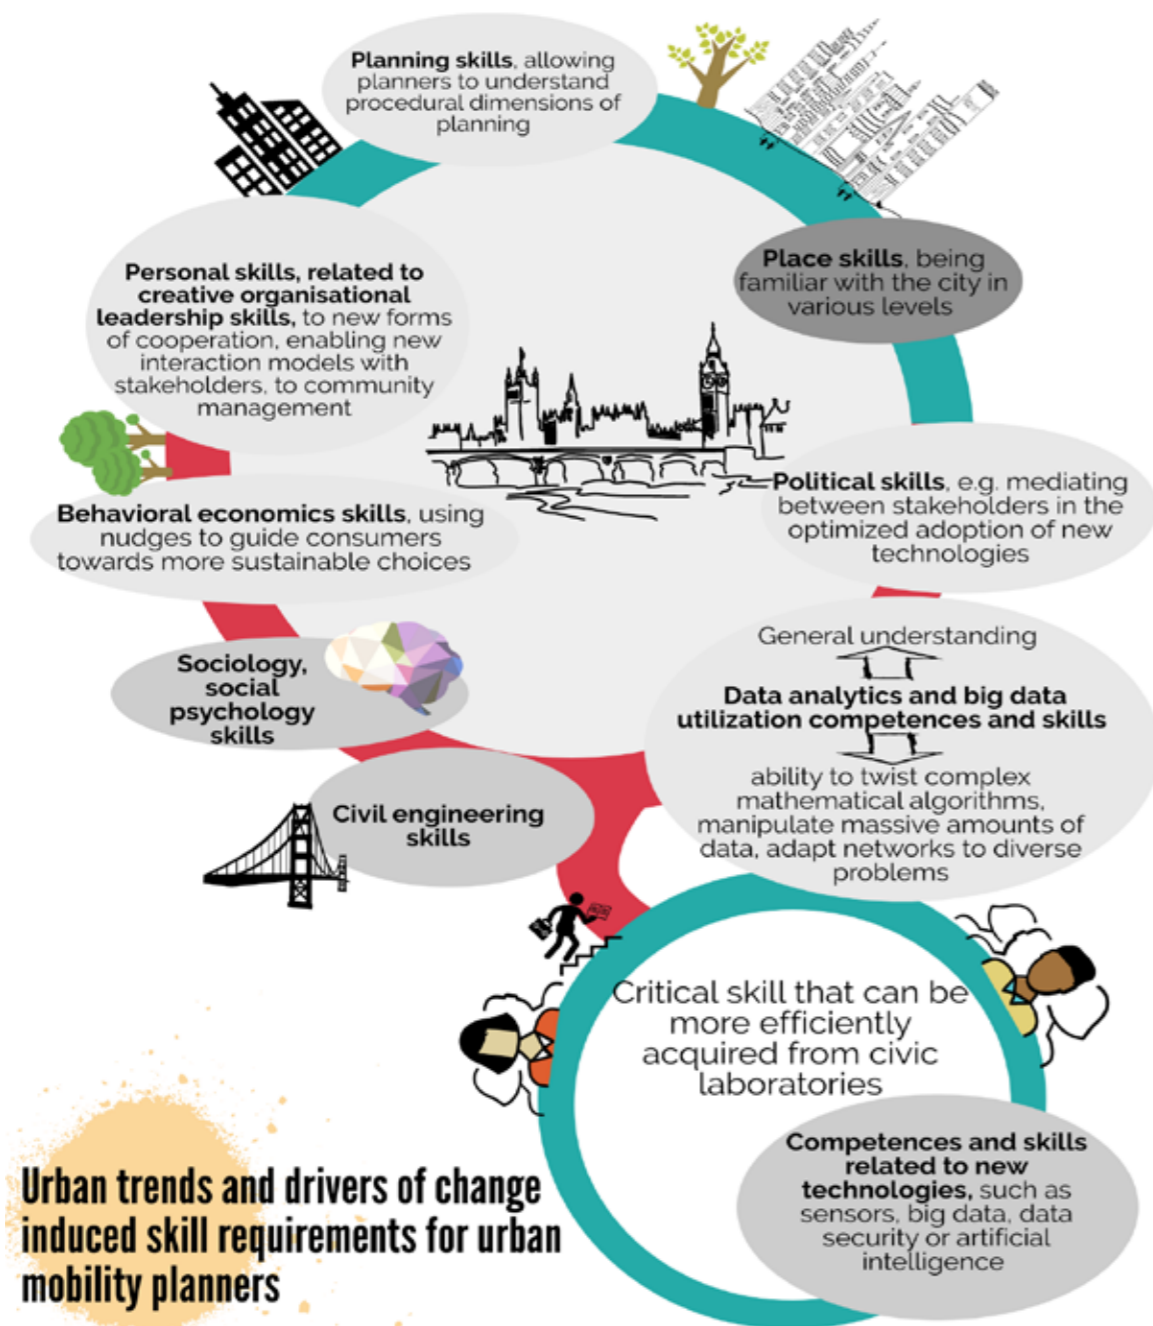 Planning skills, allowing
planners to understand
procedural dimensions of
planning
Place skills, being
familiar with the city in
various levels
Personal skills, related to
creative organisational
leadership skills, to new forms
of cooperation, enabling new
interaction models with
stakeholders, to community
management
Political skills, e.g. mediating
between stakeholders in the
optimized adoption of new
technologies
Behavioral economics skills, using
nudges to guide consumers
towards more sustainable choices
General understanding
Data analytics and big data
utilization competences and skills
ability to twist complex
mathematical algorithms,
manipulate massive amounts of
data, adapt networks to diverse
problems
Sociology,
social
psychology
skills
Civil engineering
skills
Critical skill that can be
more efficiently
acquired from civic
laboratories
Competences and skills
related to new
technologies, such as
sensors, big data, data
security or artificial
intelligence
Urban trends and drivers of change
induced skill requirements for urban
mobility planners